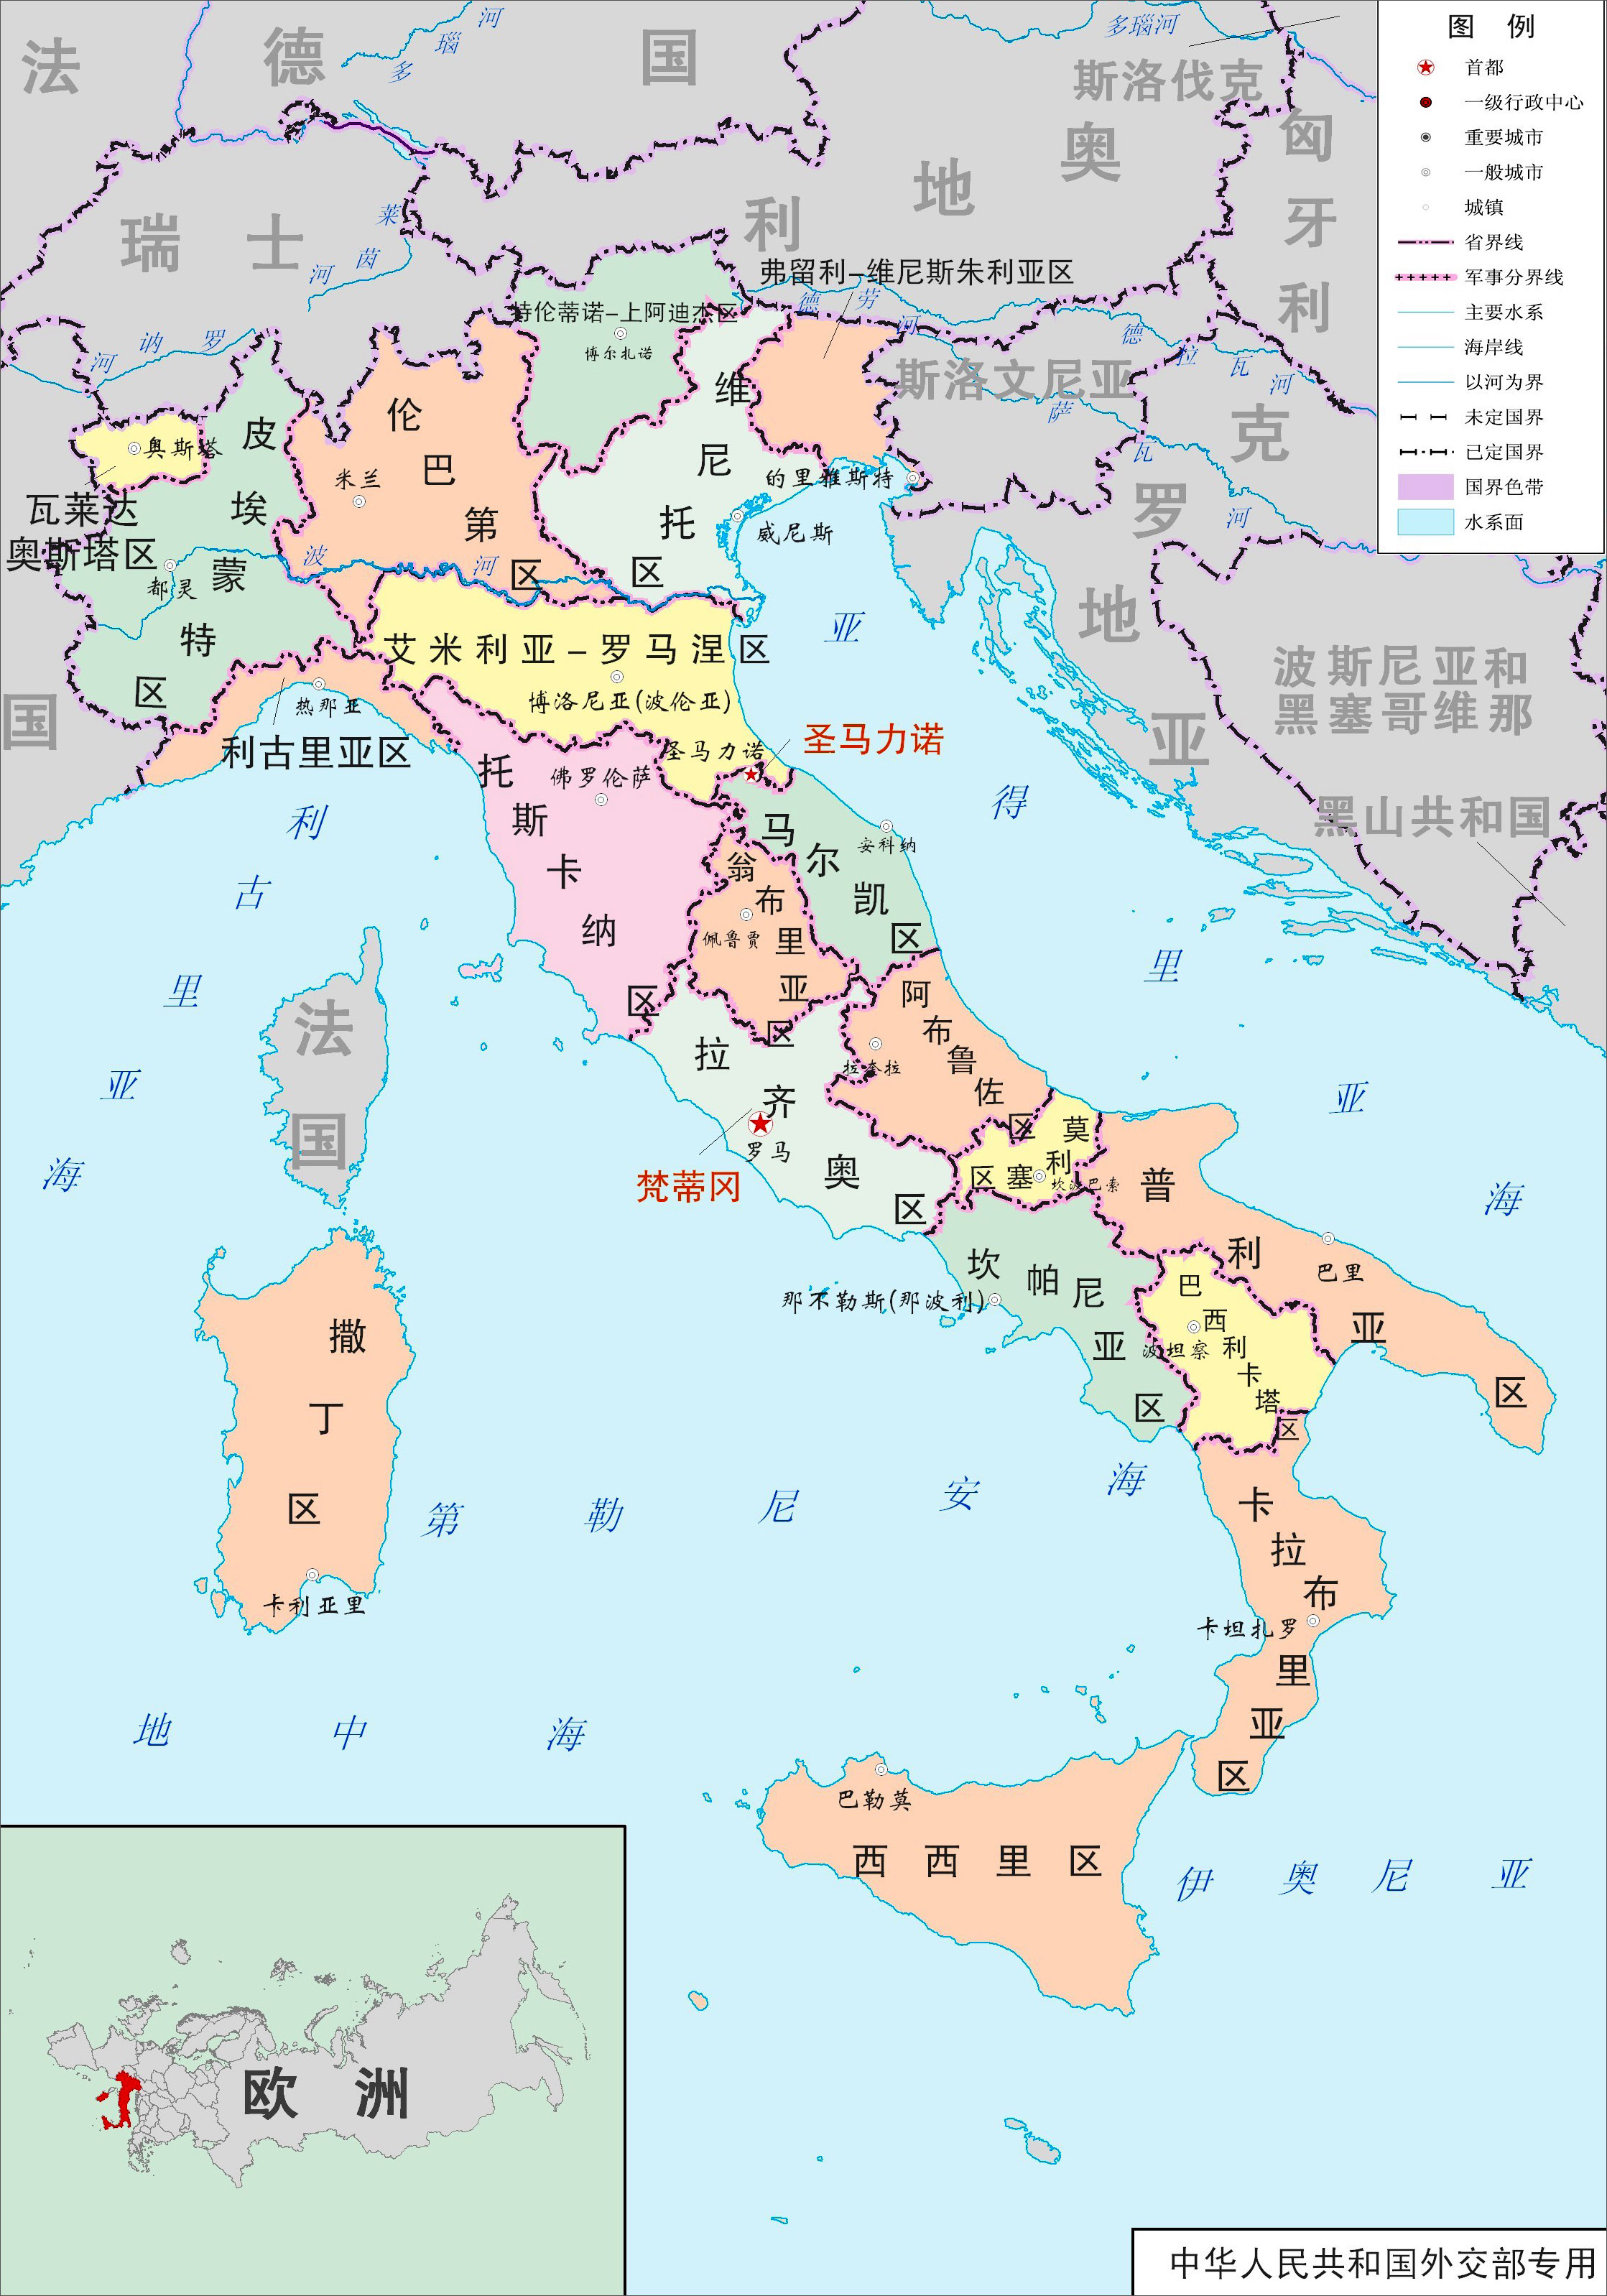 图 例
首都
一级行政中心
重要城市
一般城市
城镇
省界线
军事分界线
主要水系
海岸线
以河为界
未定国界
已定国界
国界色带
水系面
法国
德国
多瑙河
多瑙河
斯洛伐克
匈牙利
奥地利
瑞士
莱茵河
罗讷河
德劳河
德拉瓦河
萨瓦河
斯洛文尼亚
克罗地亚
波斯尼亚和
黑塞哥维那
黑山共和国
弗留利-维尼斯朱利亚区
特伦蒂诺-上阿迪杰区
博尔扎诺
奥斯塔
瓦莱达
奥斯塔区
皮埃蒙特区
都灵
伦巴第区
米兰
维尼托区
的里雅斯特
威尼斯
波河
艾米利亚-罗马涅区
博洛尼亚(波伦亚)
热那亚
利古里亚区
圣马力诺
圣马力诺
托斯卡纳区
佛罗伦萨
马尔凯区
安科纳
翁布里亚区
佩鲁贾
拉齐奥区
罗马
梵蒂冈
阿布鲁佐区
拉奎拉
莫利塞区
坎波巴索
普利亚区
巴里
坎帕尼亚区
那不勒斯(那波利)
巴西利卡塔区
波坦察
卡拉布里亚区
卡坦扎罗
法国
撒丁区
卡利亚里
巴勒莫
西西里区
利古里亚海
亚得里亚海
第勒尼安海
地中海
伊奥尼亚
欧洲
中华人民共和国外交部专用